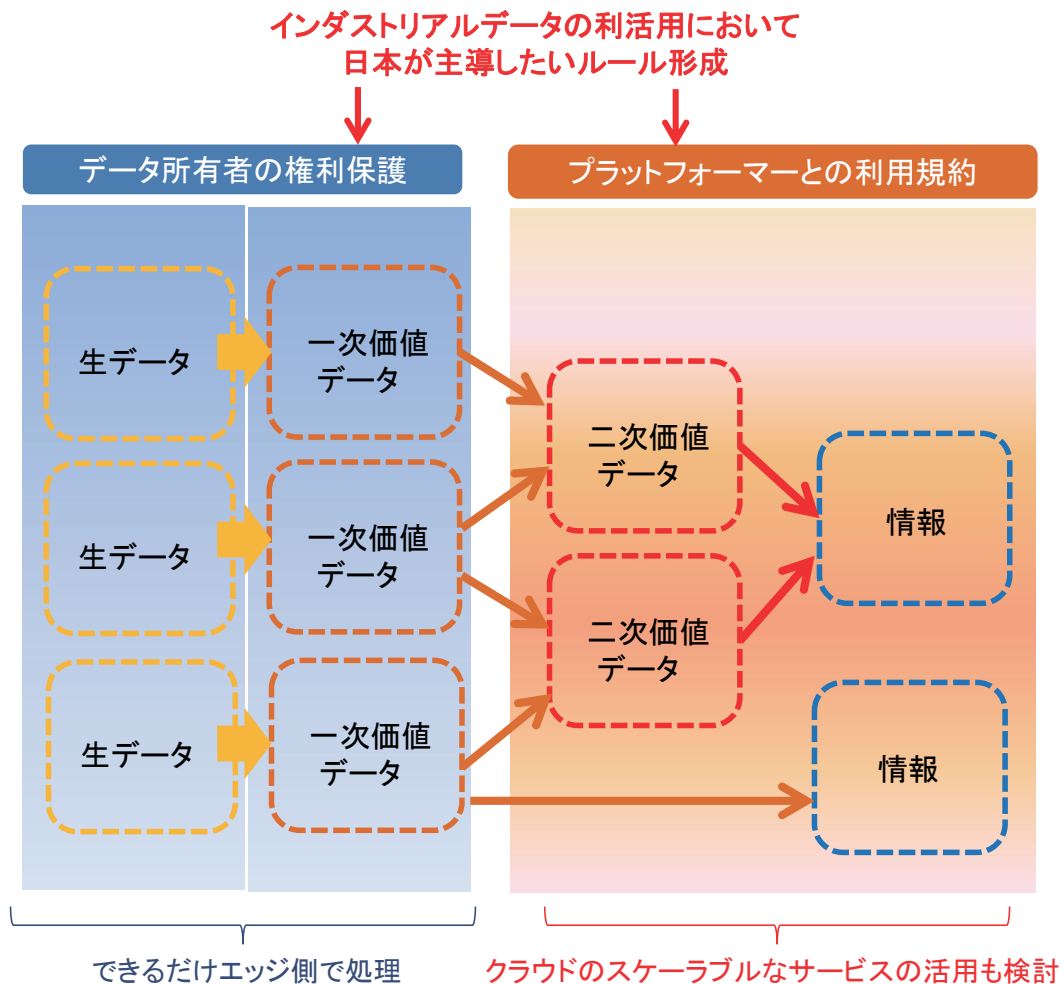 インダストリアルデータの利活用において
日本が主導したいルール形成
データ所有者の権利保護
プラットフォーマーとの利用規約
生データ
一次価値
データ
生データ
一次価値
データ
生データ
一次価値
データ
二次価値
データ
二次価値
データ
情報
情報
できるだけエッジ側で処理
クラウドのスケーラブルなサービスの活用も検討